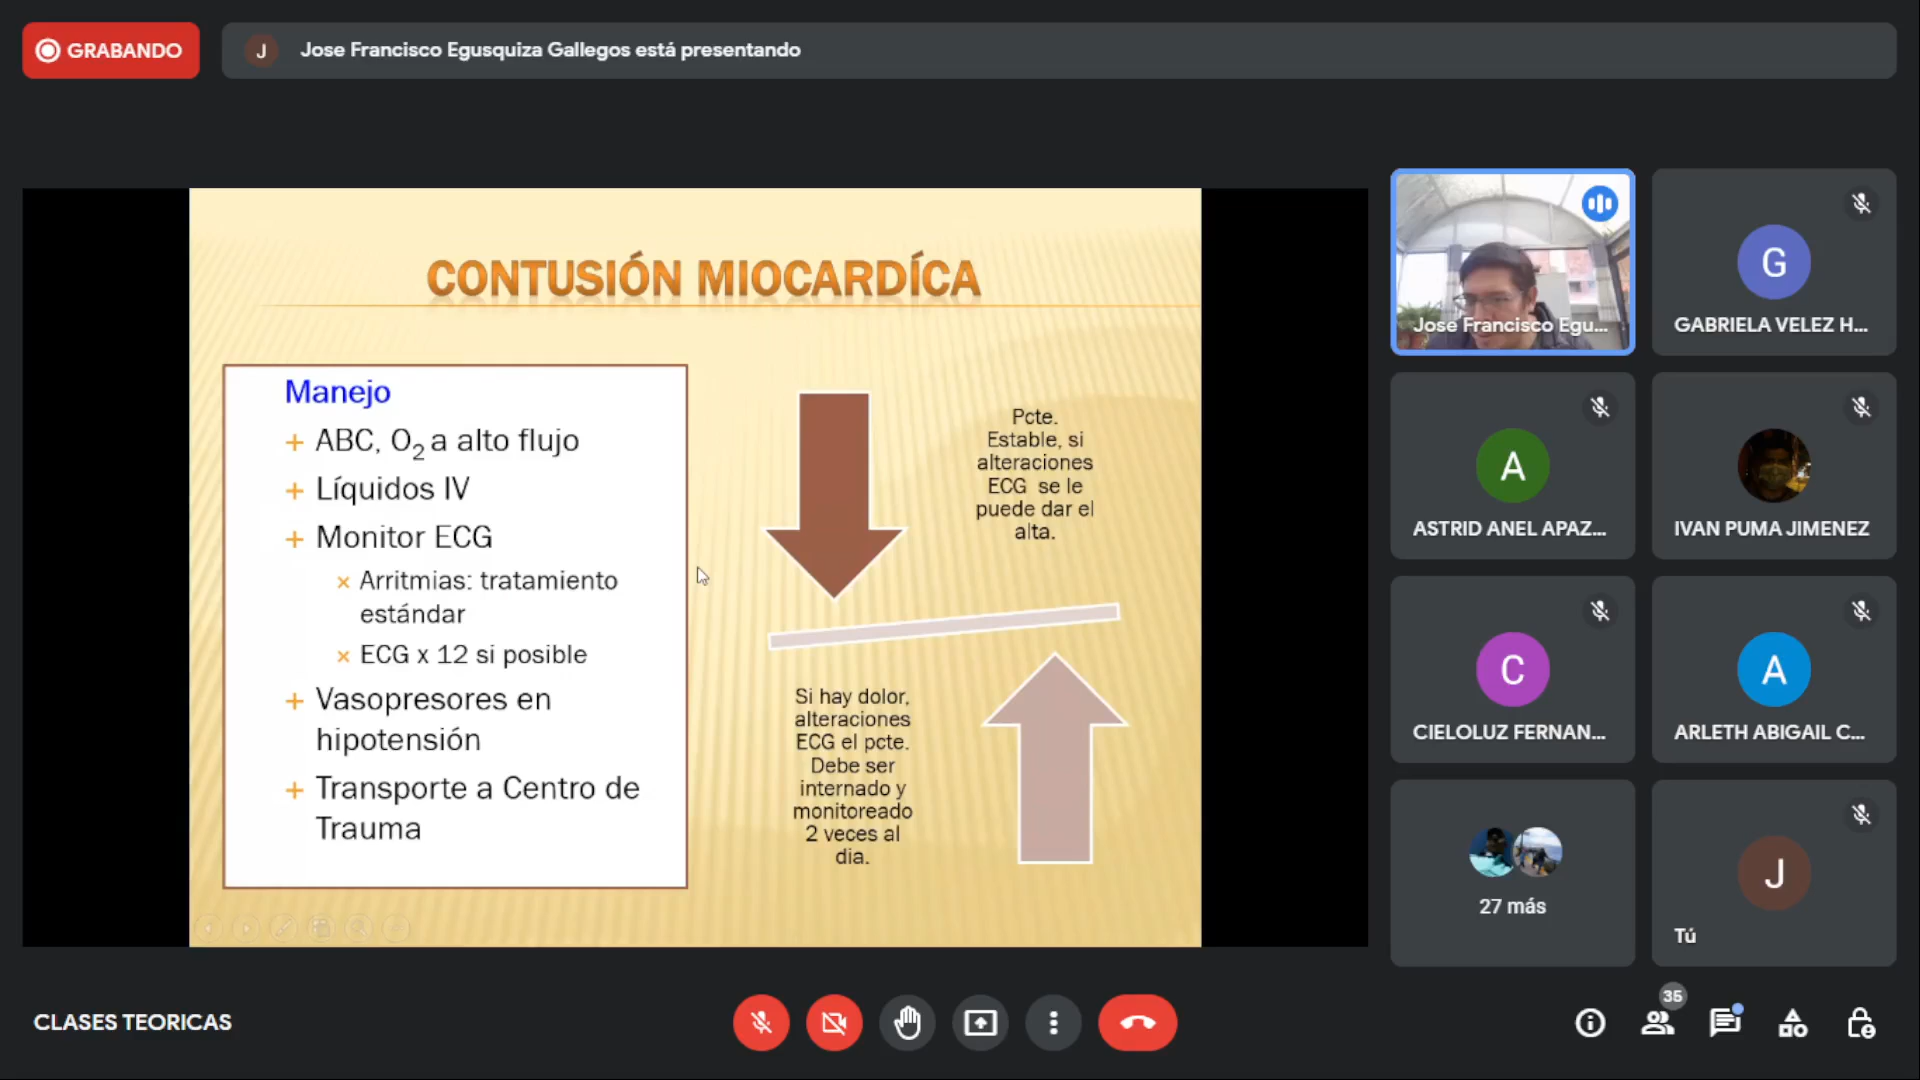 GRABANDO
J
Jose Francisco Egusquiza Gallegos está presentando
CONTUSIÓN MIOCARDÍCA
Manejo
+ ABC, O2 a alto flujo
+ Líquidos IV
+ Monitor ECG
× Arritmias: tratamiento
estándar
× ECG x 12 si posible
+ Vasopresores en
hipotensión
+ Transporte a Centro de
Trauma
Pcte.
Estable, si
alteraciones
ECG se le
puede dar el
alta.
Si hay dolor,
alteraciones
ECG el pcte.
Debe ser
internado y
monitoreado
2 veces al
dia.
Jose Francisco Egu...
G
GABRIELA VELEZ H...
A
ASTRID ANEL APAZ...
IVAN PUMA JIMENEZ
C
CIELOLUZ FERNAN...
A
ARLETH ABIGAIL C...
27 más
J
Tú
CLASES TEORICAS
35